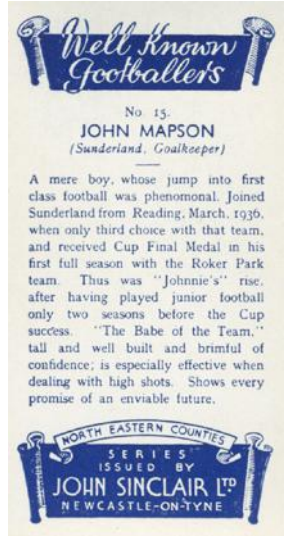 Well Known
Footballers
No. 15.
JOHN MAPSON
(Sunderland, Goalkeeper)
A mere boy, whose jump into first
class football was phenomonal. Joined
Sunderland from Reading, March, 1936,
when only third choice with that team,
and received Cup Final Medal in his
first full season with the Roker Park
team. Thus was "Johnnie's" rise,
after having played junior football
only two seasons before the Cup
success. "The Babe of the Team,"
tall and well built and brimful of
confidence; is especially effective when
dealing with high shots. Shows every
promise of an enviable future.
NORTH EASTERN COUNTIES
SERIES
ISSUED BY
JOHN SINCLAIR LTD
NEWCASTLE-ON-TYNE